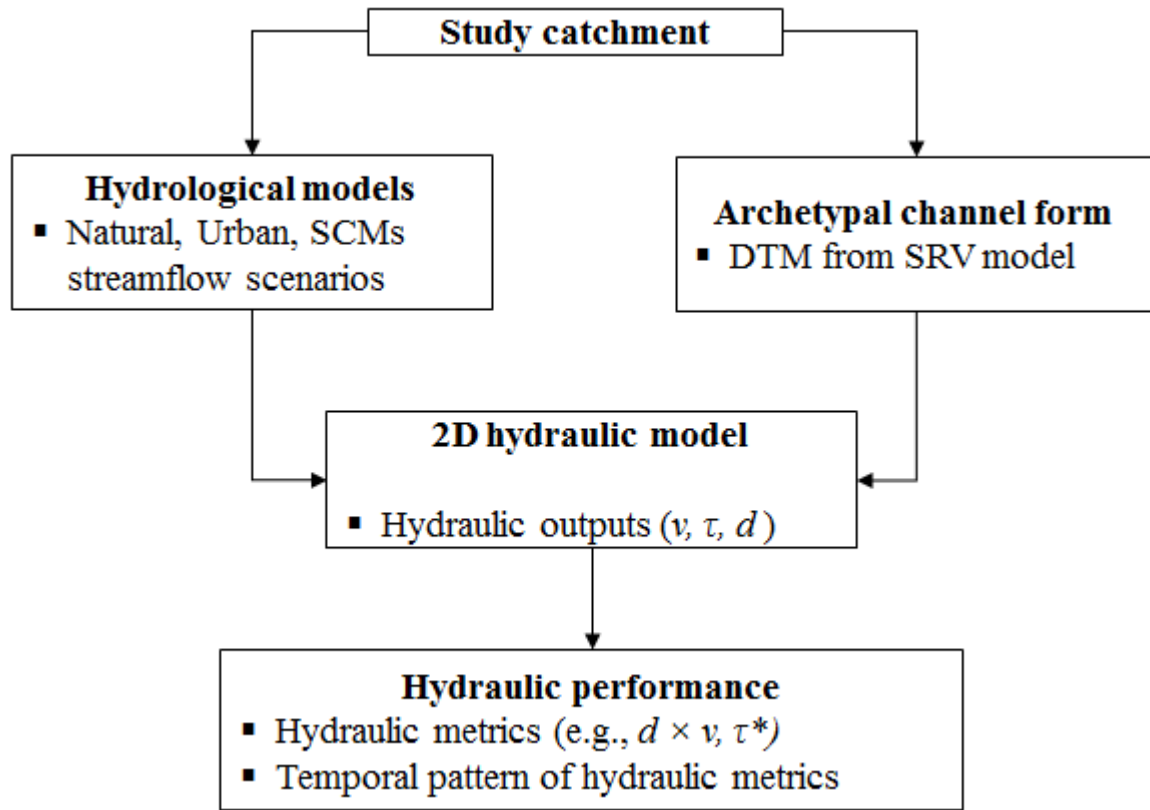 Study catchment
Hydrological models
▪ Natural, Urban, SCMs
streamflow scenarios
Archetypal channel form
▪ DTM from SRV model
2D hydraulic model
▪ Hydraulic outputs (v, τ, d )
Hydraulic performance
▪ Hydraulic metrics (e.g., d × v, τ*)
▪ Temporal pattern of hydraulic metrics